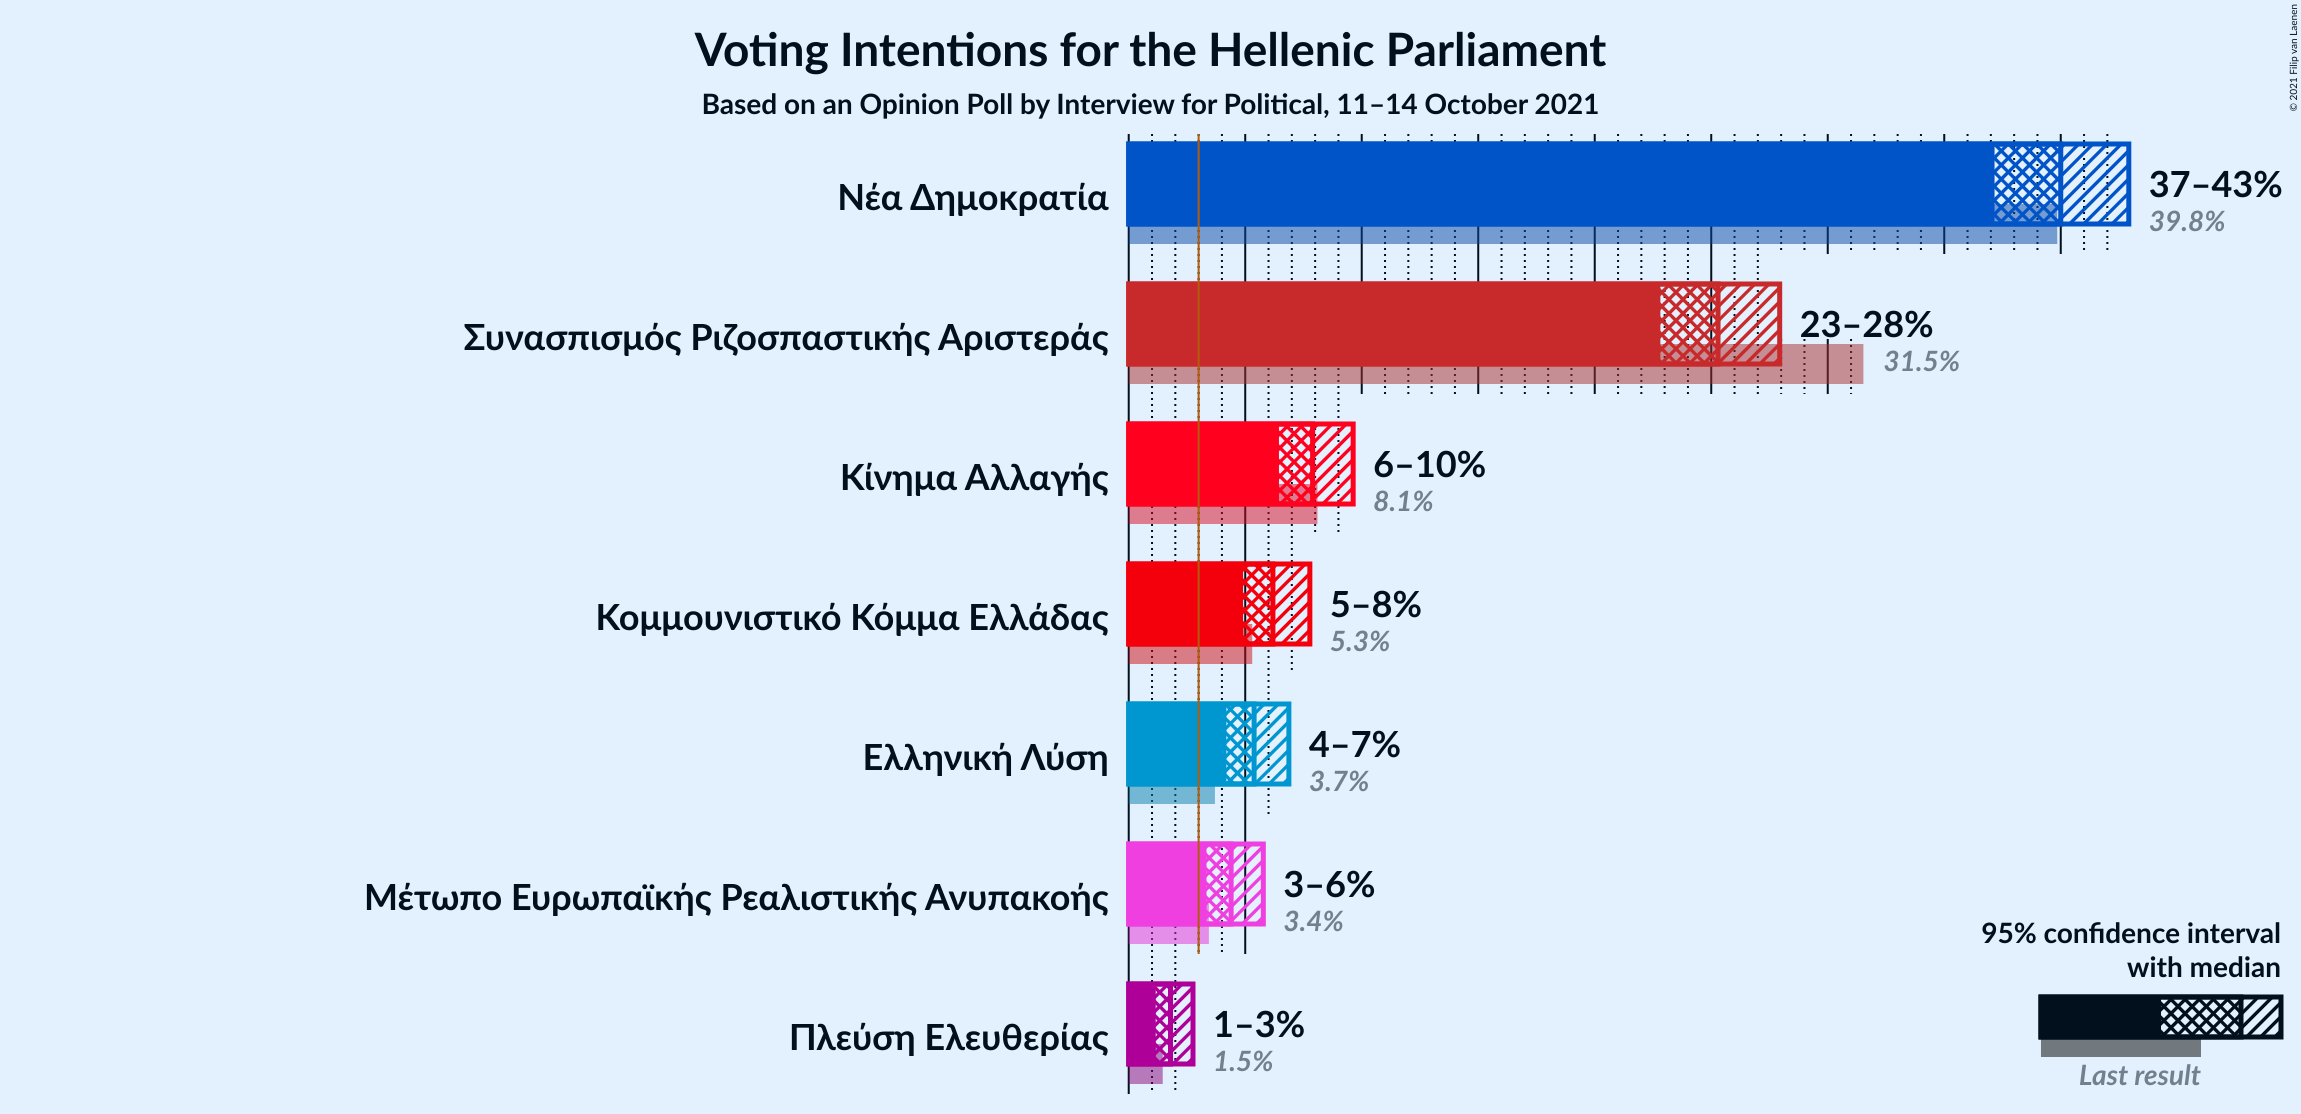 Voting Intentions for the Hellenic Parliament
Based on an Opinion Poll by Interview for Political, 11–14 October 2021
© 2021 Filip van Laenen
Νέα Δημοκρατία
37–43%
39.8%
Συνασπισμός Ριζοσπαστικής Αριστεράς
23–28%
31.5%
Κίνημα Αλλαγής
6–10%
8.1%
Κομμουνιστικό Κόμμα Ελλάδας
5–8%
5.3%
Ελληνική Λύση
4–7%
3.7%
Μέτωπο Ευρωπαϊκής Ρεαλιστικής Ανυπακοής
3–6%
3.4%
Πλεύση Ελευθερίας
1–3%
1.5%
95% confidence interval
with median
Last result